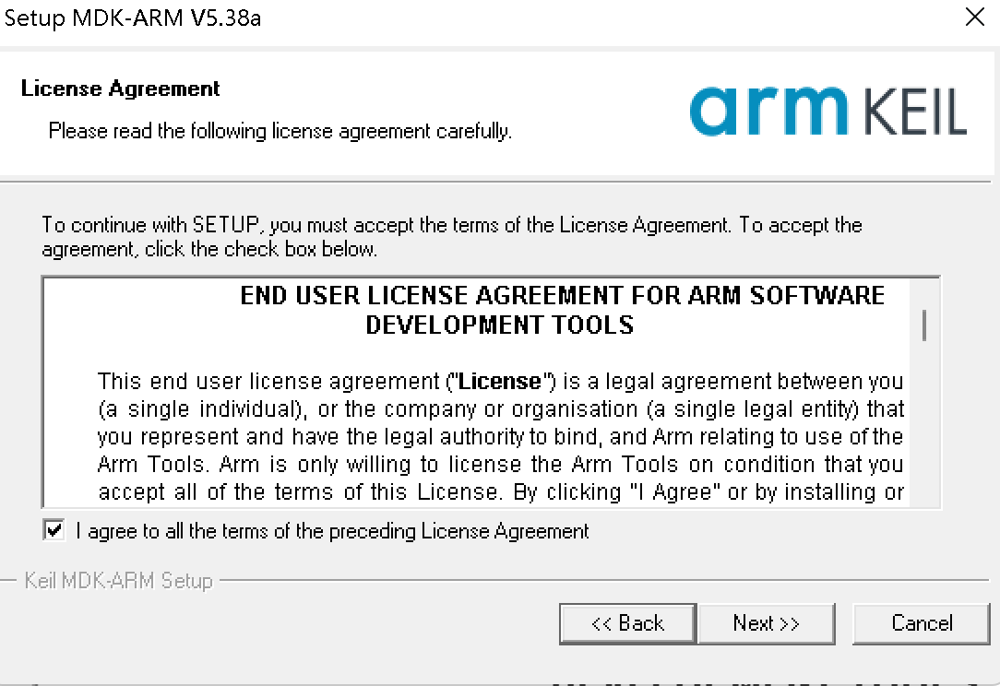 Setup MDK-ARM V5.38a
License Agreement
Please read the following license agreement carefully.
arm KEIL
To continue with SETUP, you must accept the terms of the License Agreement. To accept the
agreement, click the check box below.
END USER LICENSE AGREEMENT FOR ARM SOFTWARE
DEVELOPMENT TOOLS
This end user license agreement ("License") is a legal agreement between you
(a single individual), or the company or organisation (a single legal entity) that
you represent and have the legal authority to bind, and Arm relating to use of the
Arm Tools. Arm is only willing to license the Arm Tools on condition that you
accept all of the terms of this License. By clicking "I Agree" or by installing or
I agree to all the terms of the preceding License Agreement
Keil MDK-ARM Setup
<< Back
Next >>
Cancel